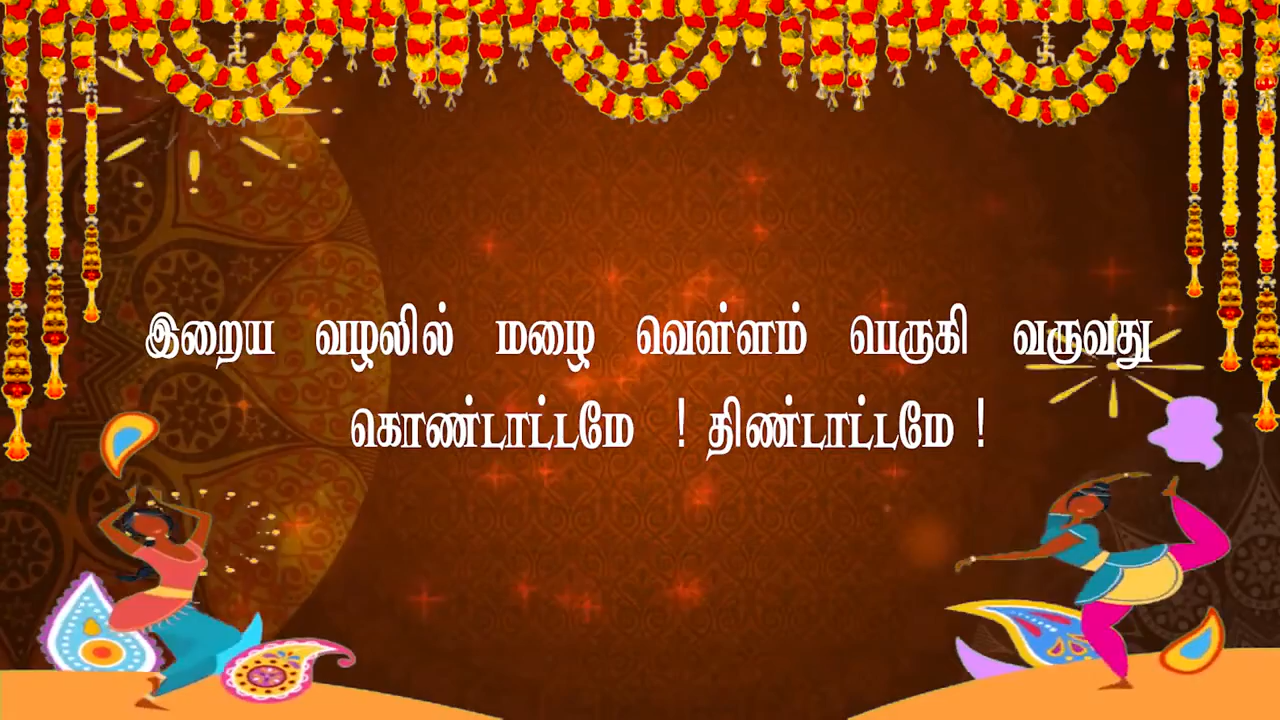 இறைய வழலில் மழை வெள்ளம் பெருகி வருவது
கொண்டாட்டமே ! திண்டாட்டமே !